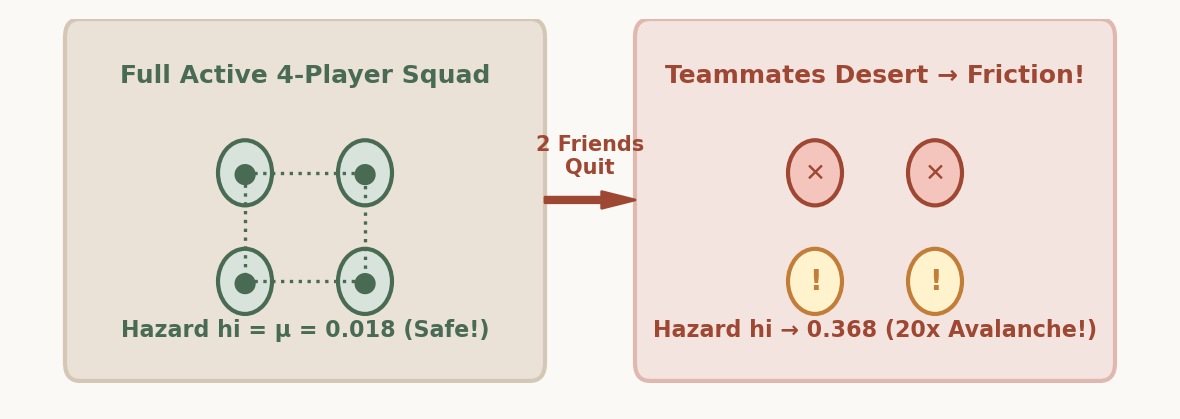 Full Active 4-Player Squad
Hazard hi = μ = 0.018 (Safe!)
2 Friends
Quit
Teammates Desert → Friction!
✕ ✕
! !
Hazard hi → 0.368 (20x Avalanche!)